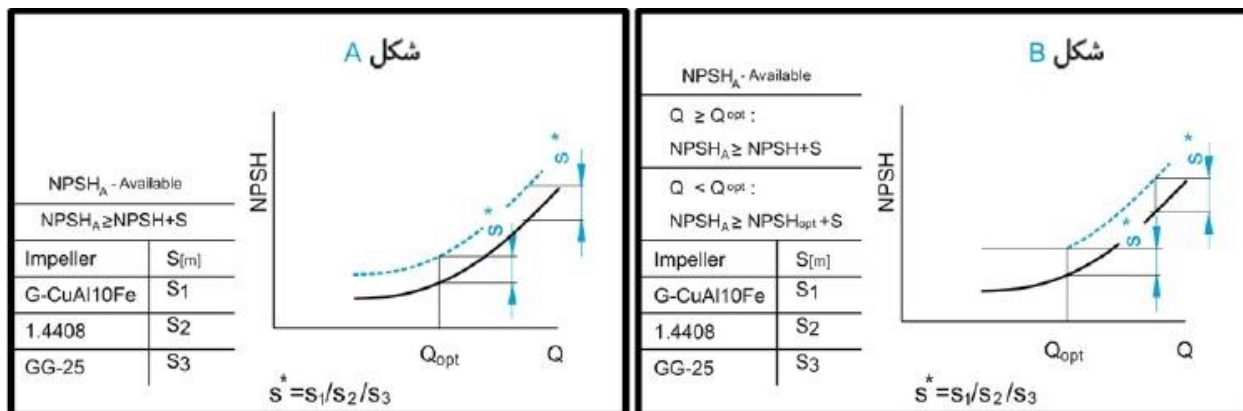 شکل A
NPSHA - Available
NPSHA ≥NPSH+S
Impeller S[m]
G-CuAl10Fe S1
1.4408 S2
GG-25 S3
NPSH
s*
s*
Qopt Q
s*=s1/s2/s3
شکل B
NPSHA - Available
Q ≥ Qopt :
NPSHA ≥ NPSH+S
Q < Qopt :
NPSHA ≥ NPSHopt +S
Impeller S[m]
G-CuAl10Fe S1
1.4408 S2
GG-25 S3
NPSH
s*
s*
Qopt Q
s*=s1/s2/s3